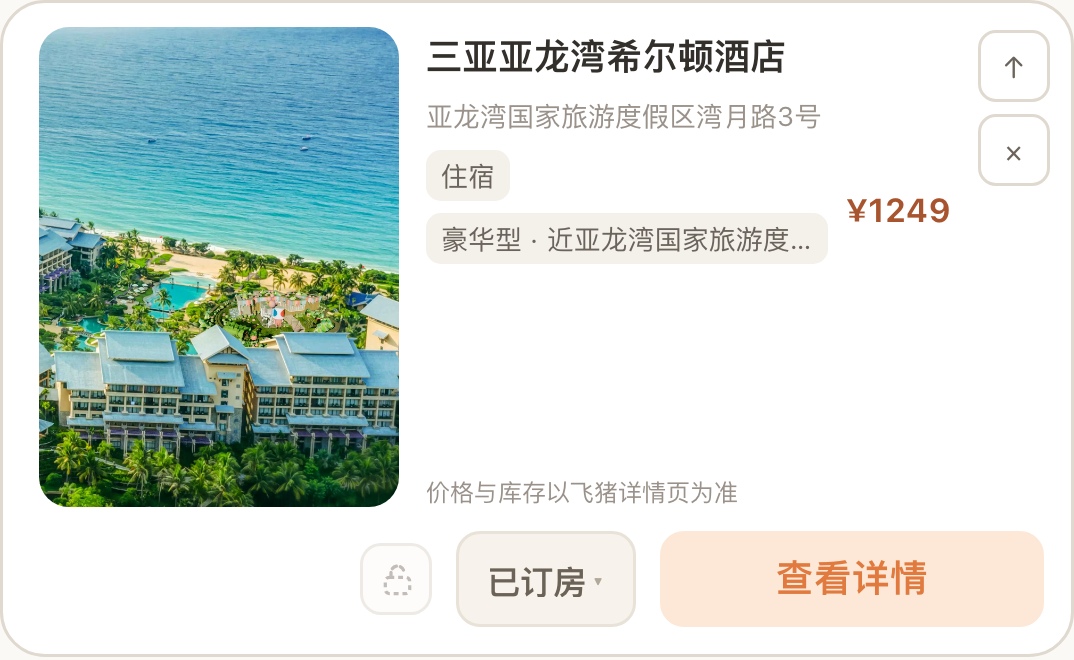 三亚亚龙湾希尔顿酒店
亚龙湾国家旅游度假区湾月路3号
住宿
¥1249
豪华型 · 近亚龙湾国家旅游度...
价格与库存以飞猪详情页为准
已订房
查看详情